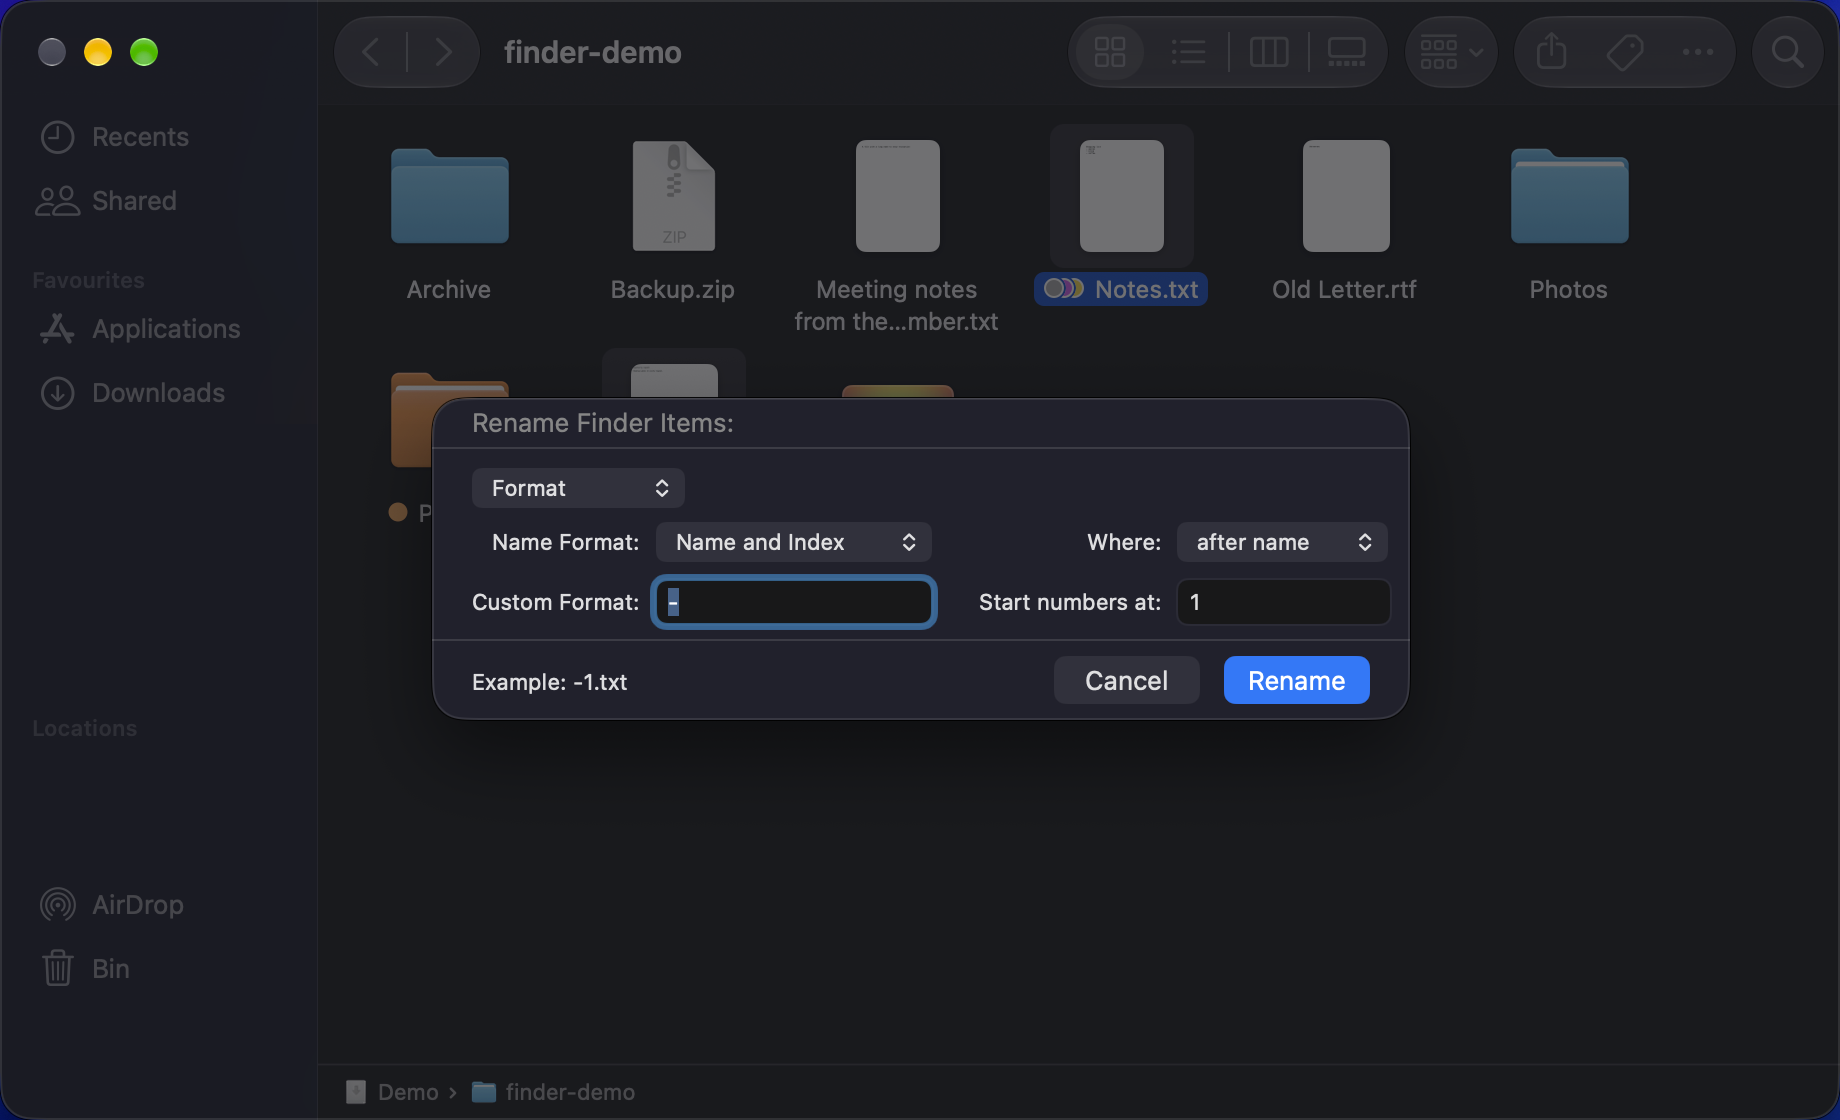 finder-demo
Recents
Shared
Favourites
Applications
Downloads
Locations
AirDrop
Bin
ZIP
Archive
Backup.zip
Meeting notes
from the...mber.txt
Notes.txt
Old Letter.rtf
Photos
P
Rename Finder Items:
Format
Name Format: Name and Index Where: after name
Custom Format: - Start numbers at: 1
Example: -1.txt Cancel Rename
Demo › finder-demo